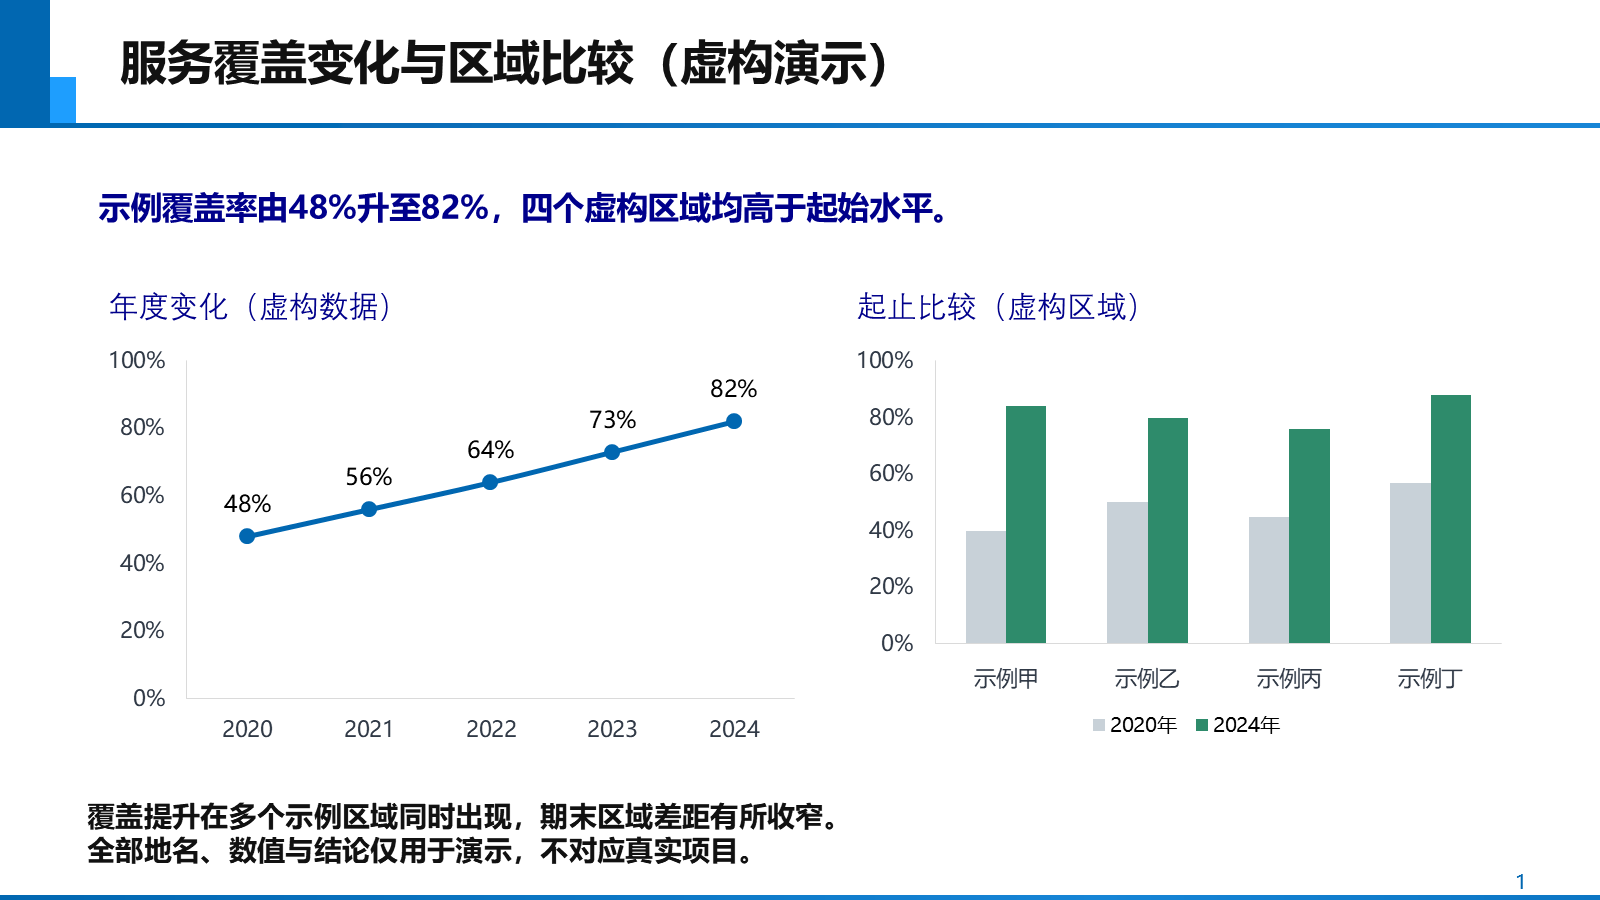 服务覆盖变化与区域比较（虚构演示）
示例覆盖率由48%升至82%，四个虚构区域均高于起始水平。
年度变化（虚构数据）
100%
80%
60%
40%
20%
0%
48%
56%
64%
73%
82%
2020
2021
2022
2023
2024
起止比较（虚构区域）
100%
80%
60%
40%
20%
0%
示例甲
示例乙
示例丙
示例丁
2020年
2024年
覆盖提升在多个示例区域同时出现，期末区域差距有所收窄。
全部地名、数值与结论仅用于演示，不对应真实项目。
1